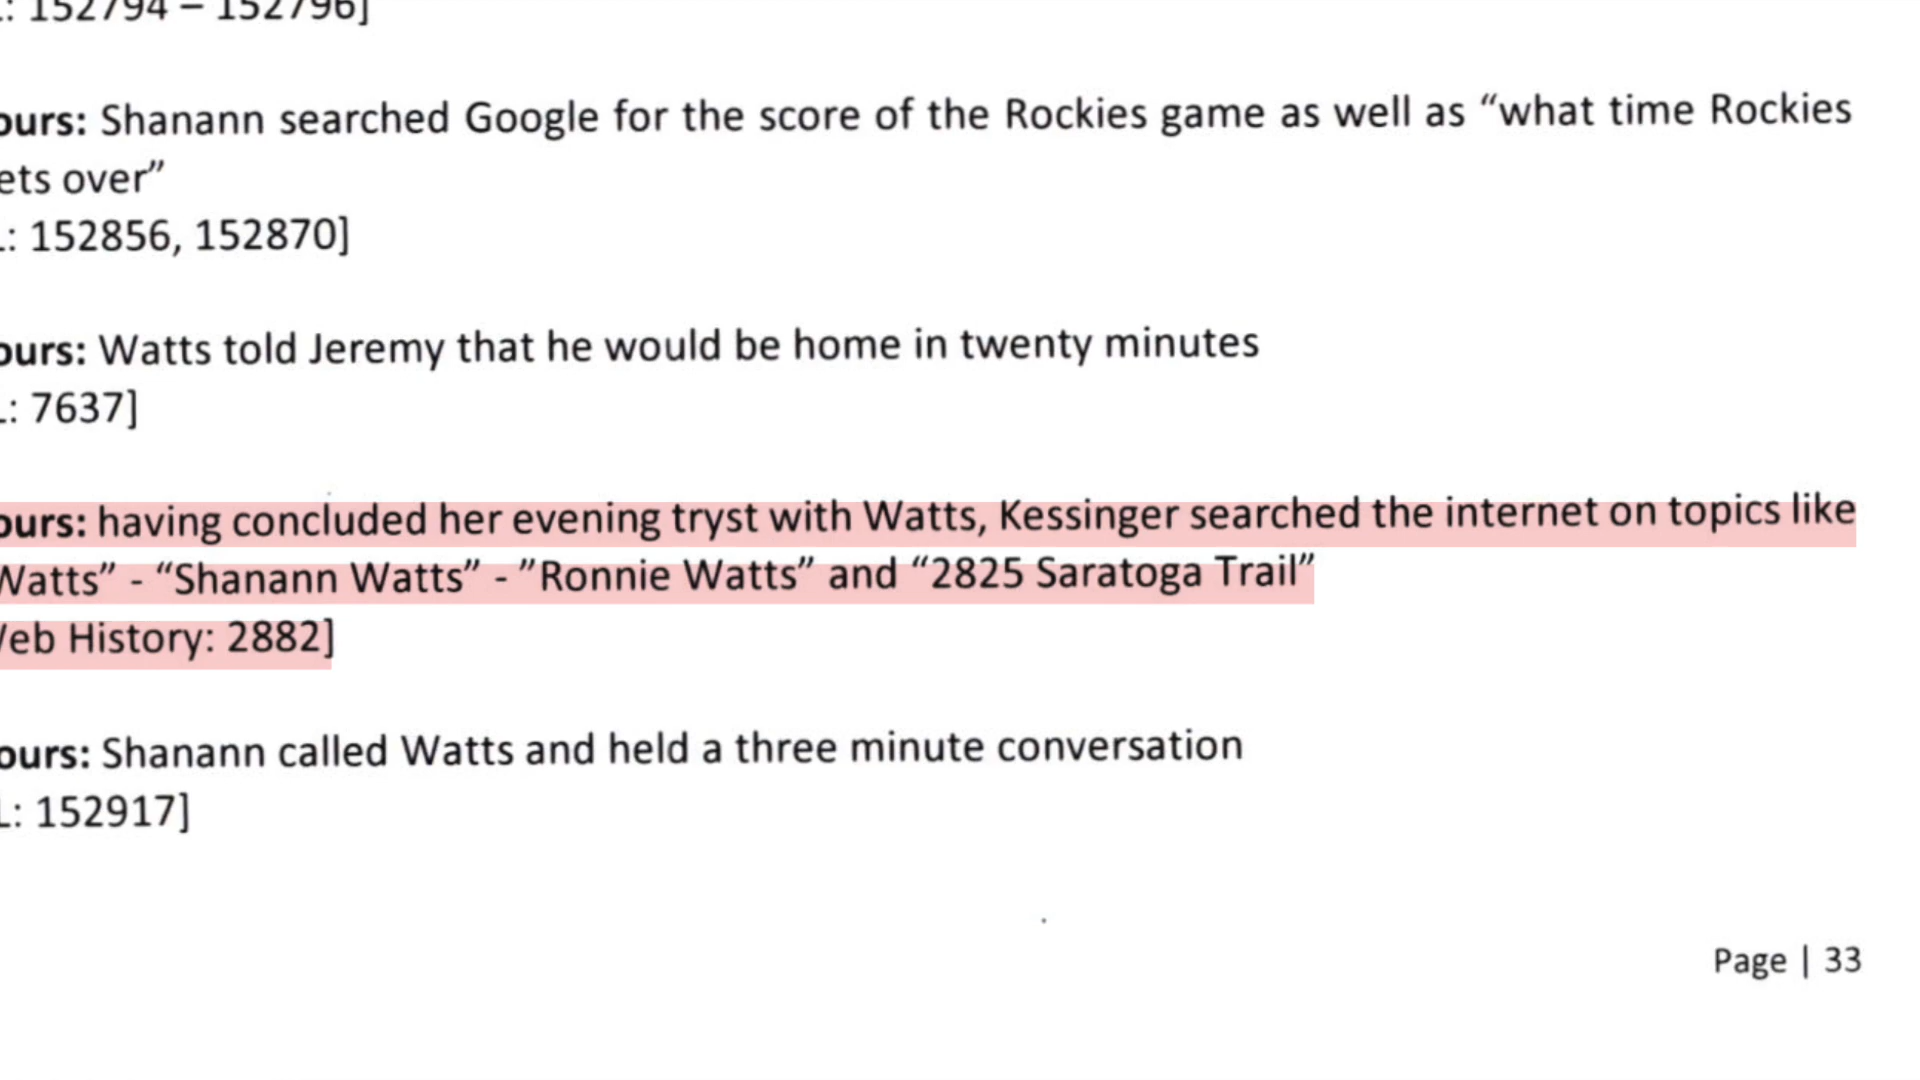 : 152794 – 152796]
ours: Shanann searched Google for the score of the Rockies game as well as “what time Rockies
ets over”
: 152856, 152870]
ours: Watts told Jeremy that he would be home in twenty minutes
: 7637]
ours: having concluded her evening tryst with Watts, Kessinger searched the internet on topics like
Watts” - “Shanann Watts” - ”Ronnie Watts” and “2825 Saratoga Trail”
eb History: 2882]
ours: Shanann called Watts and held a three minute conversation
L: 152917]
Page | 33